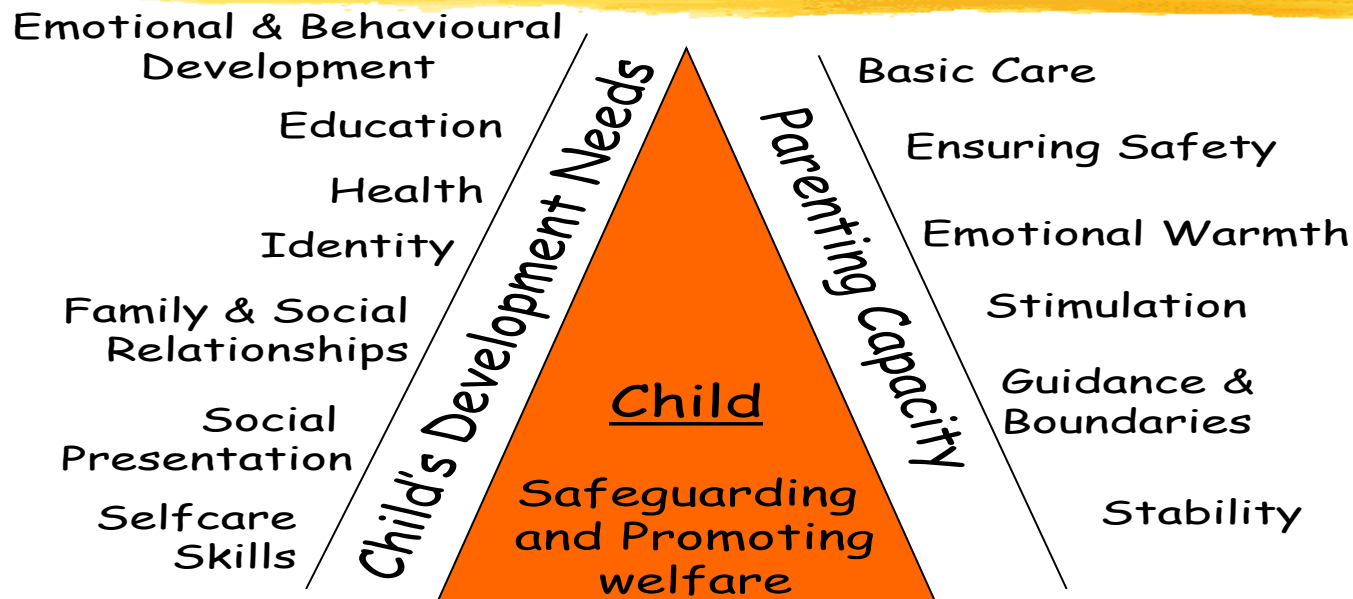 Emotional & Behavioural
Development
Education
Health
Identity
Family & Social
Relationships
Social
Presentation
Selfcare
Skills
Child's Development Needs
Child
Safeguarding
and Promoting
welfare
Parenting Capacity
Basic Care
Ensuring Safety
Emotional Warmth
Stimulation
Guidance &
Boundaries
Stability